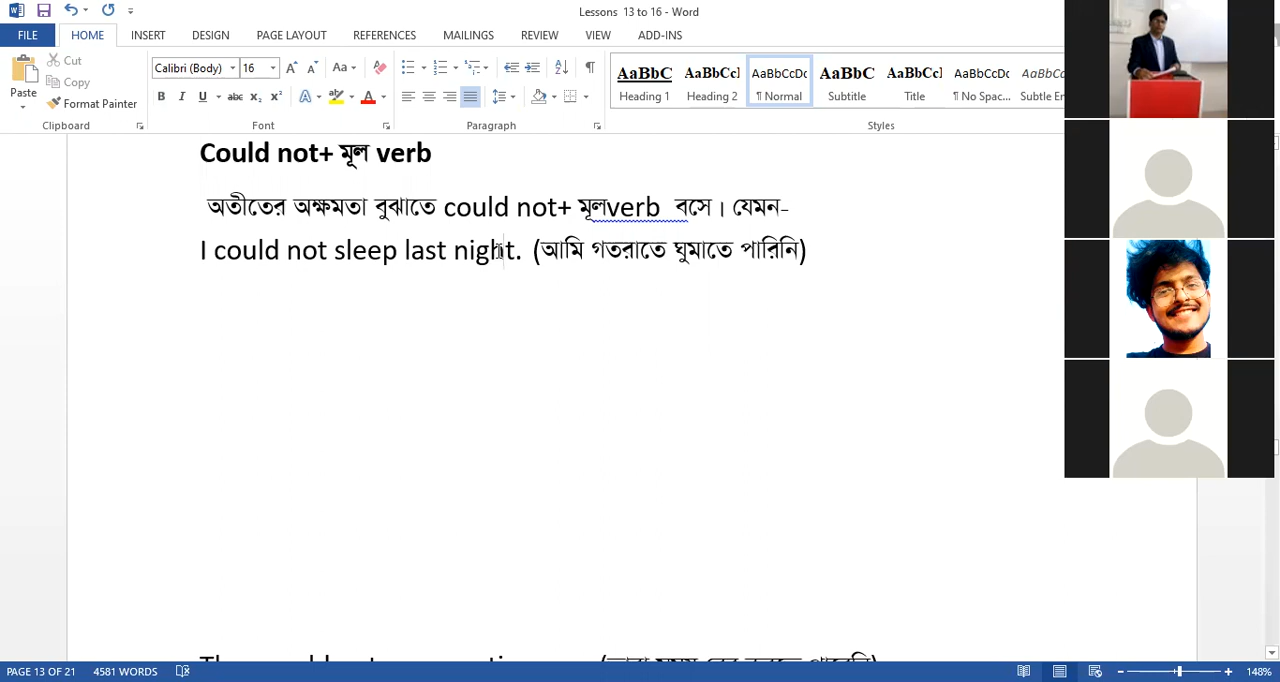 Lessons 13 to 16 - Word
FILE HOME INSERT DESIGN PAGE LAYOUT REFERENCES MAILINGS REVIEW VIEW ADD-INS
Paste
Cut
Copy
Format Painter
Clipboard
Calibri (Body) 16
Font
Paragraph
AaBbC AaBbCcl AaBbCcDc AaBbC AaBbCcl AaBbCcDc AaBbCc
Heading 1 Heading 2 ¶ Normal Subtitle Title ¶ No Spac... Subtle Em
Styles
Could not+ মূল verb
অতীতের অক্ষমতা বুঝাতে could not+ মূলverb বসে। যেমন-
I could not sleep last night. (আমি গতরাতে ঘুমাতে পারিনি)
PAGE 13 OF 21 4581 WORDS 148%